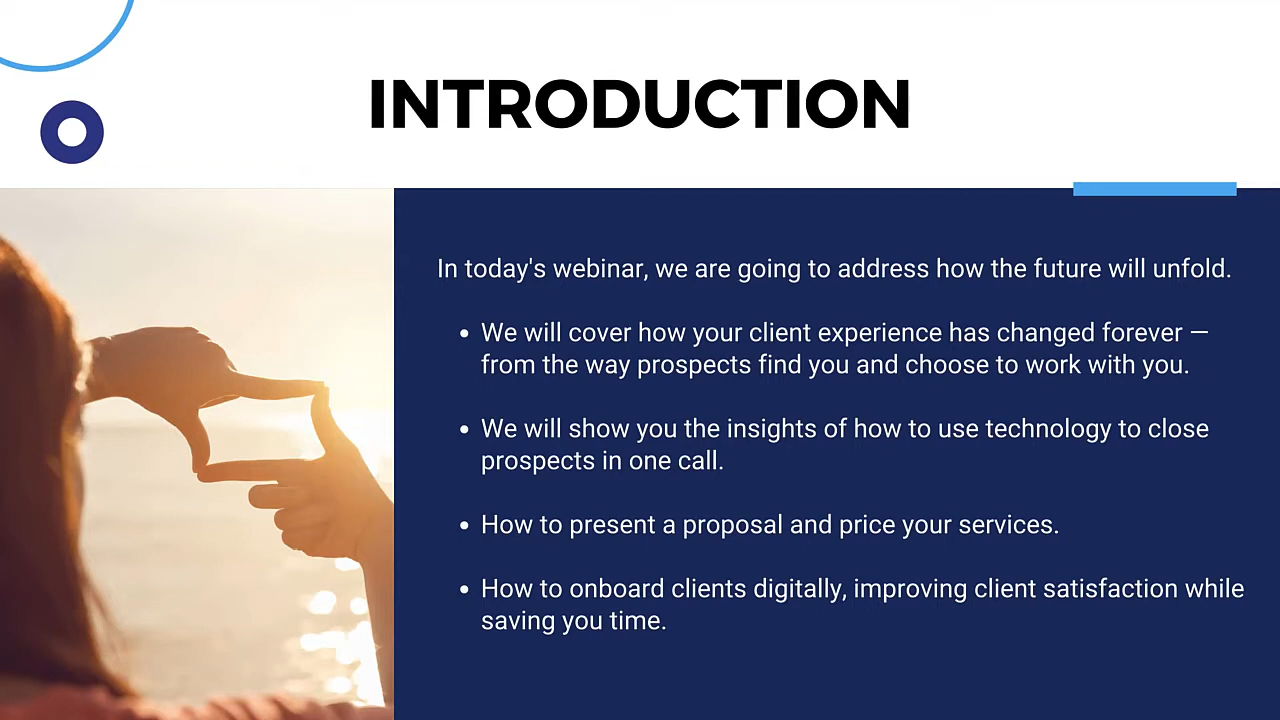 INTRODUCTION
In today's webinar, we are going to address how the future will unfold.
• We will cover how your client experience has changed forever —
from the way prospects find you and choose to work with you.
• We will show you the insights of how to use technology to close
prospects in one call.
• How to present a proposal and price your services.
• How to onboard clients digitally, improving client satisfaction while
saving you time.